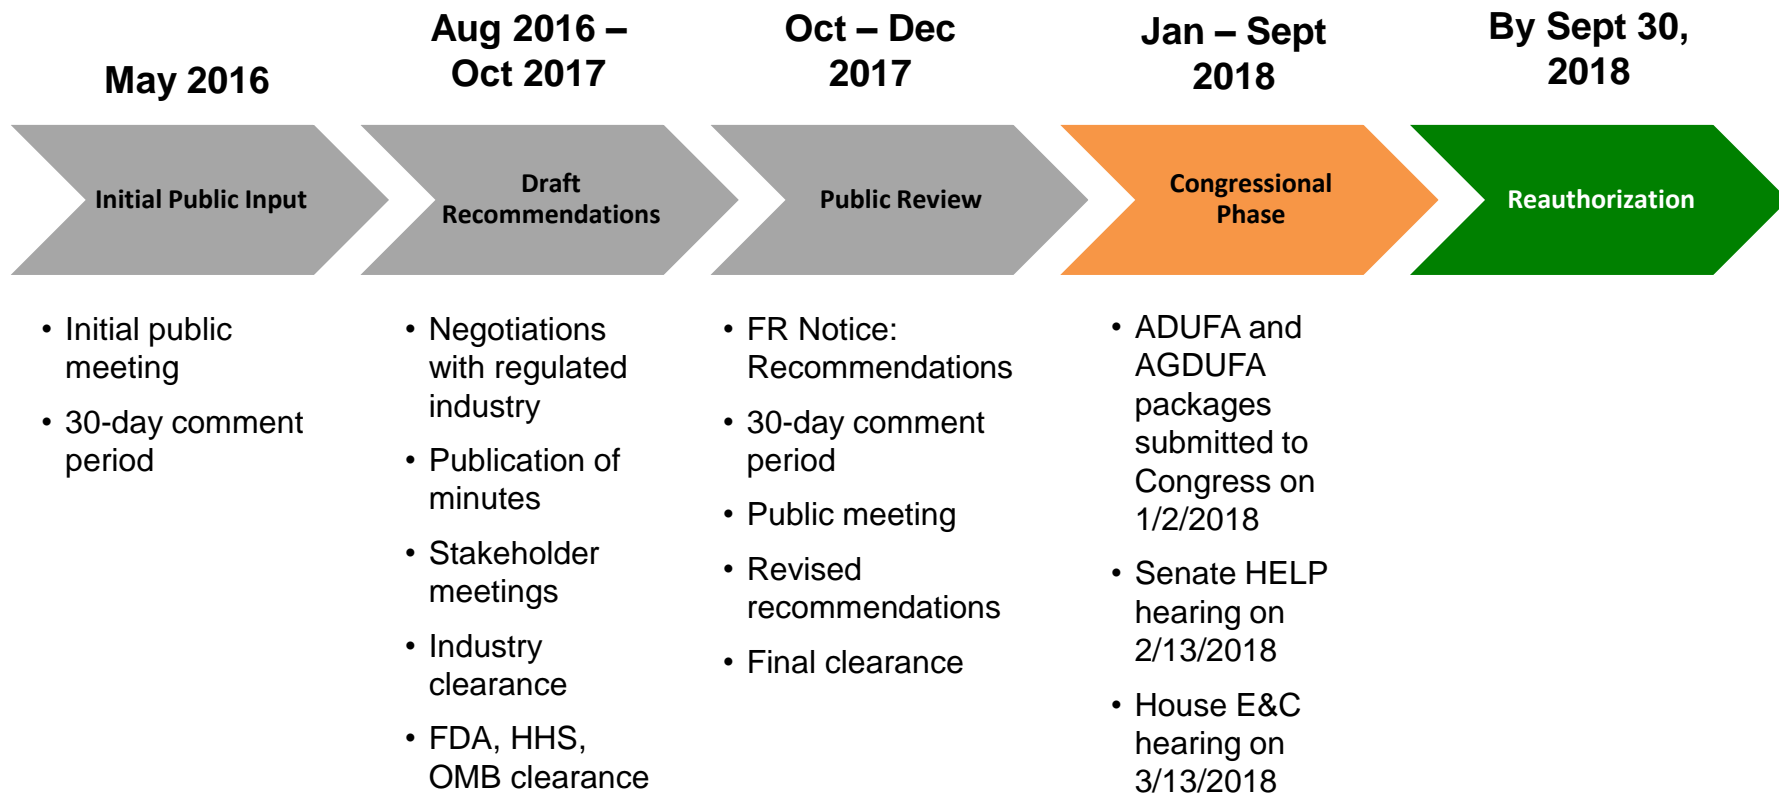 May 2016
Aug 2016 –
Oct 2017
Oct – Dec
2017
Jan – Sept
2018
By Sept 30,
2018
Initial Public Input
Draft
Recommendations
Public Review
Congressional
Phase
Reauthorization
• Initial public
meeting
• 30-day comment
period
• Negotiations
with regulated
industry
• Publication of
minutes
• Stakeholder
meetings
• Industry
clearance
• FDA, HHS,
OMB clearance
• FR Notice:
Recommendations
• 30-day comment
period
• Public meeting
• Revised
recommendations
• Final clearance
• ADUFA and
AGDUFA
packages
submitted to
Congress on
1/2/2018
• Senate HELP
hearing on
2/13/2018
• House E&C
hearing on
3/13/2018